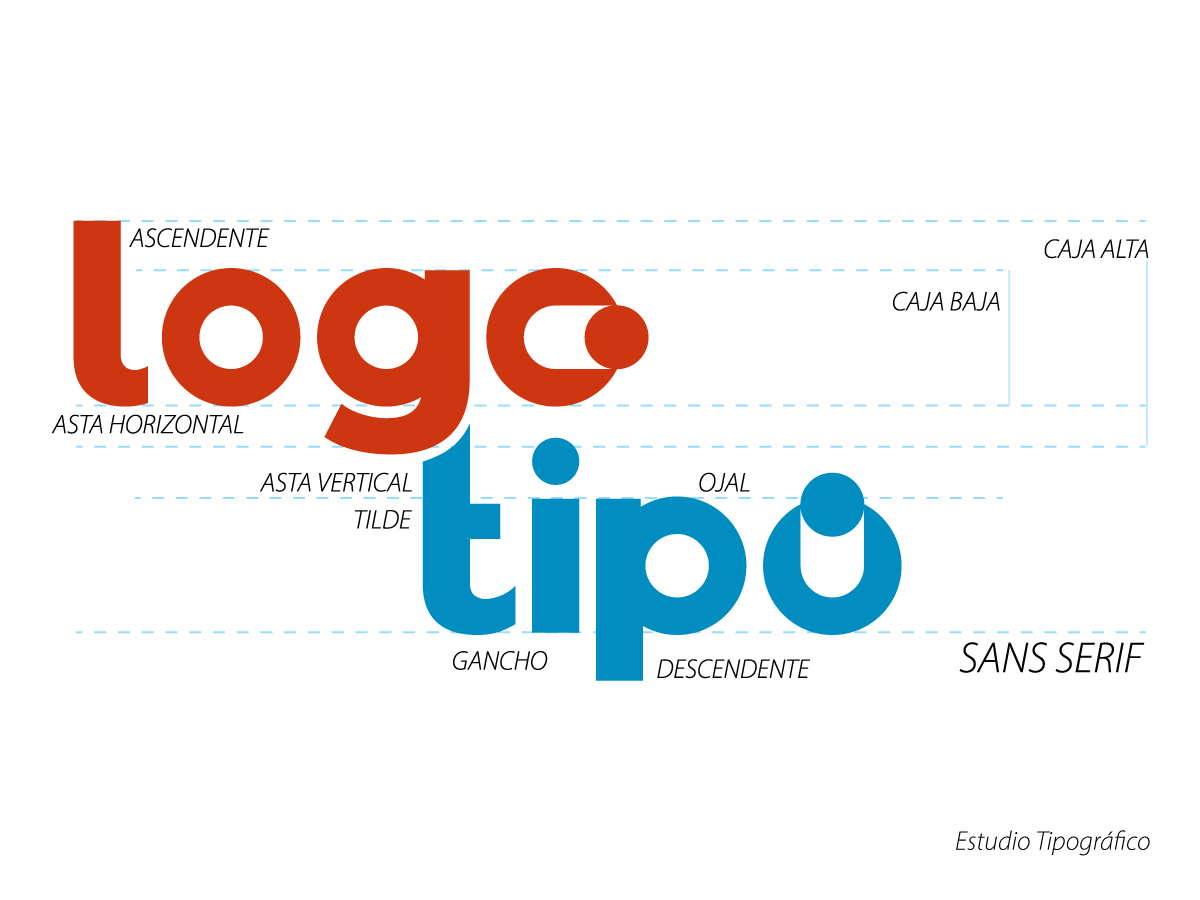 ASCENDENTE
CAJA ALTA
CAJA BAJA
logo
ASTA HORIZONTAL
ASTA VERTICAL
OJAL
TILDE
tipo
GANCHO
DESCENDENTE
SANS SERIF
Estudio Tipográfico